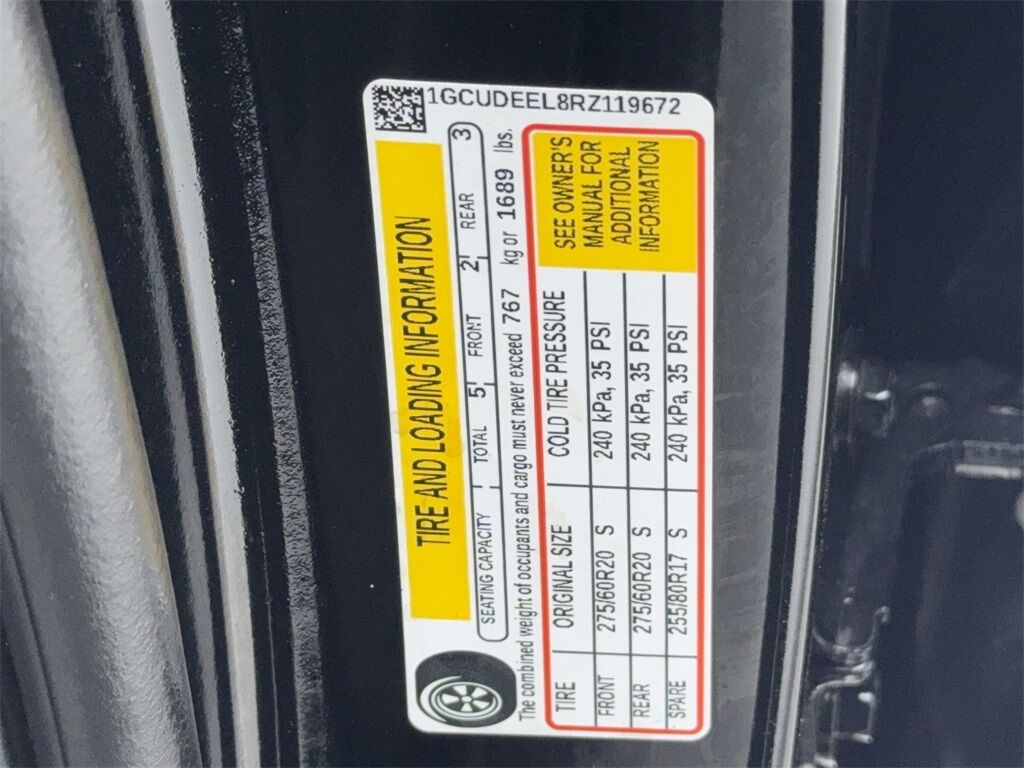 1GCUDEEL8RZ119672
TIRE AND LOADING INFORMATION
SEATING CAPACITY TOTAL 5 FRONT 2 REAR 3
The combined weight of occupants and cargo must never exceed 767 kg or 1689 lbs.
TIRE ORIGINAL SIZE COLD TIRE PRESSURE
FRONT 275/60R20 S 240 kPa, 35 PSI
REAR 275/60R20 S 240 kPa, 35 PSI
SPARE 255/80R17 S 240 kPa, 35 PSI
SEE OWNER'S
MANUAL FOR
ADDITIONAL
INFORMATION